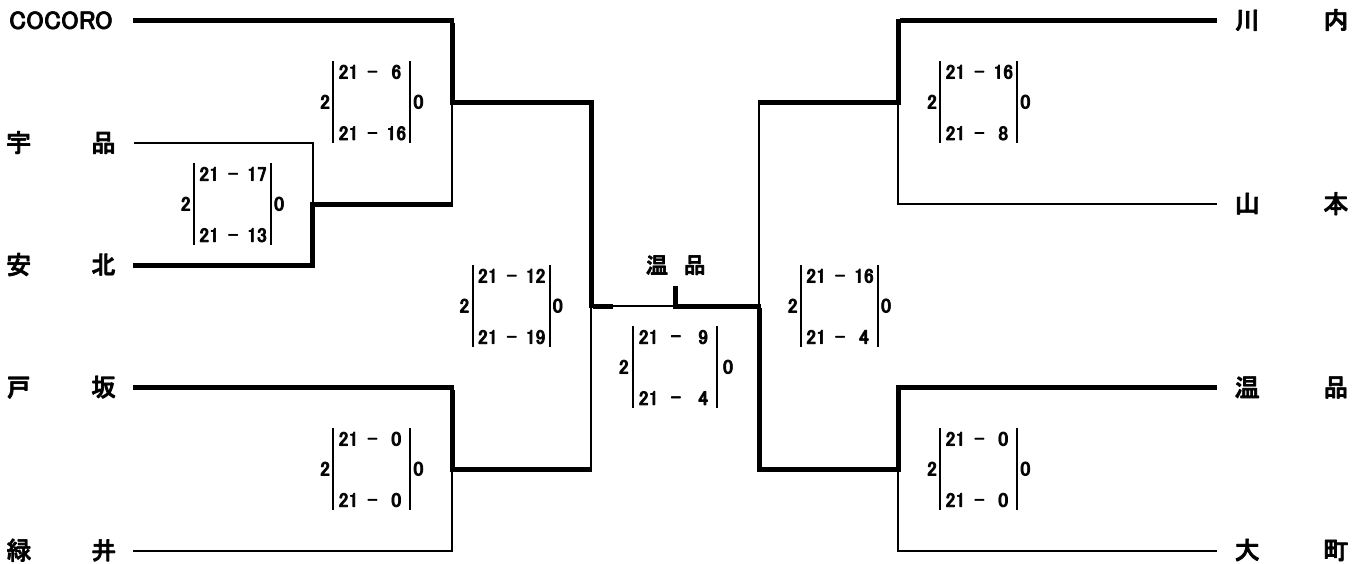 COCORO 川 内
21 - 6 21 - 16
2 0 2 0
21 - 16 21 - 8
宇 品
21 - 17
2 0 山 本
21 - 13
安 北 温 品
21 - 12 21 - 16
2 0 2 0
21 - 19 21 - 9 21 - 4
2 0
戸 坂 21 - 4 温 品
21 - 0 21 - 0
2 0 2 0
21 - 0 21 - 0
緑 井 大 町